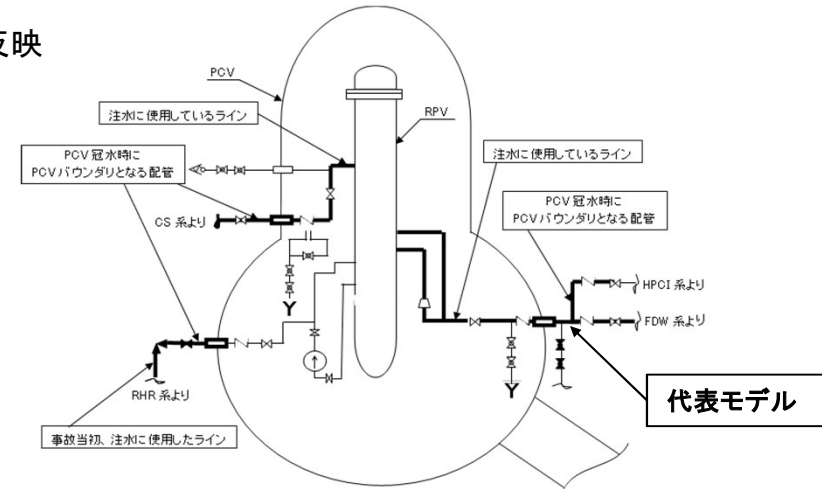 反映
PCV
注水に使用しているライン
RPV
PCV 冠水時に
PCV バウンダリとなる配管
注水に使用しているライン
PCV 冠水時に
PCV バウンダリとなる配管
CS 系より
HPCI 系より
FDW 系より
代表モデル
RHR 系より
事故当初、注水に使用したライン